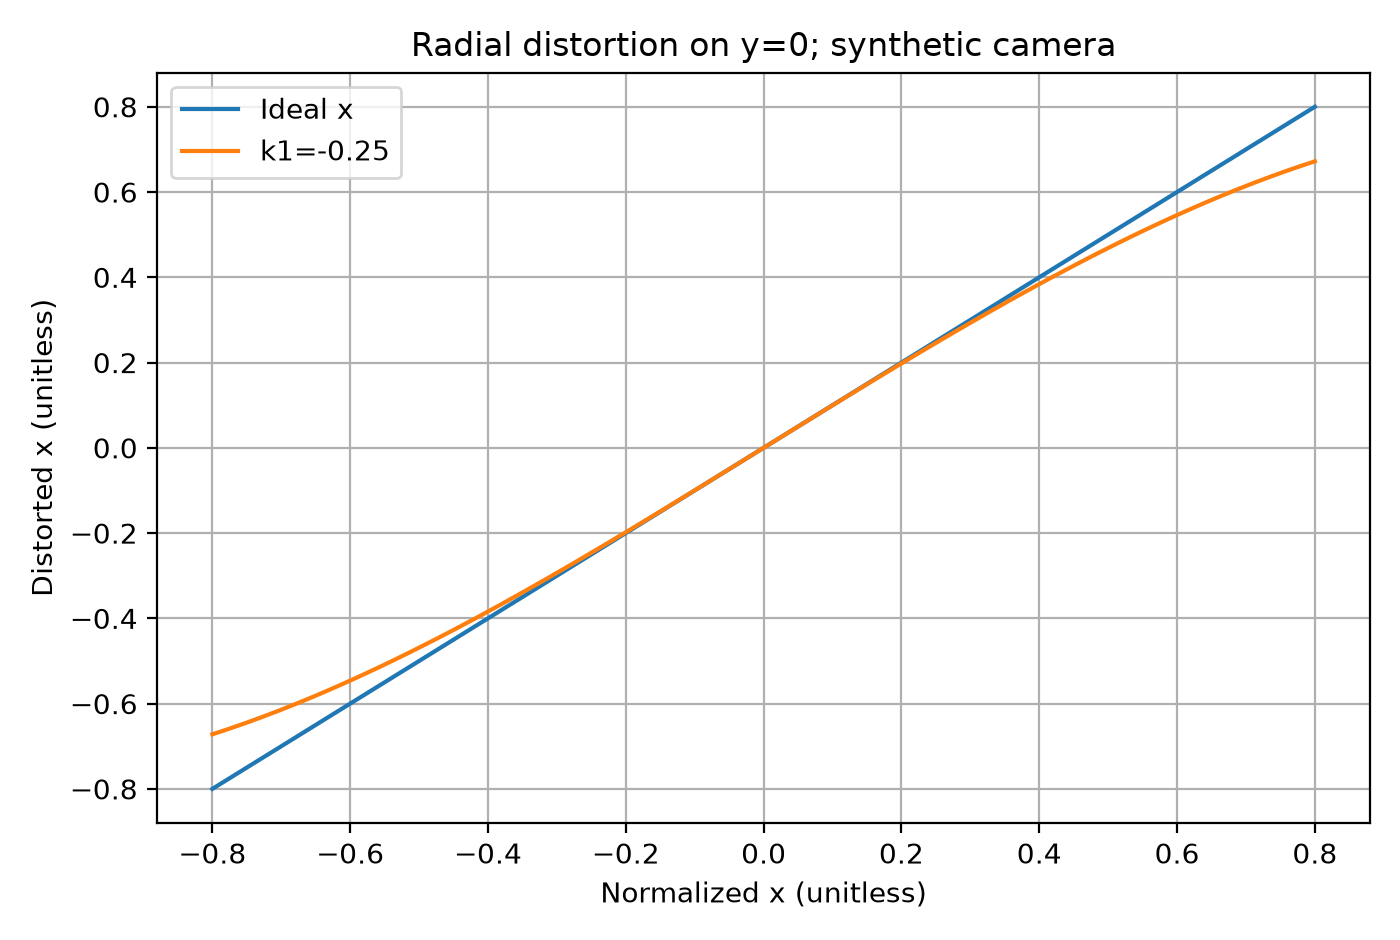 Radial distortion on y=0; synthetic camera
Ideal x
k1=-0.25
Distorted x (unitless)
0.8
0.6
0.4
0.2
0.0
−0.2
−0.4
−0.6
−0.8
−0.8 −0.6 −0.4 −0.2 0.0 0.2 0.4 0.6 0.8
Normalized x (unitless)